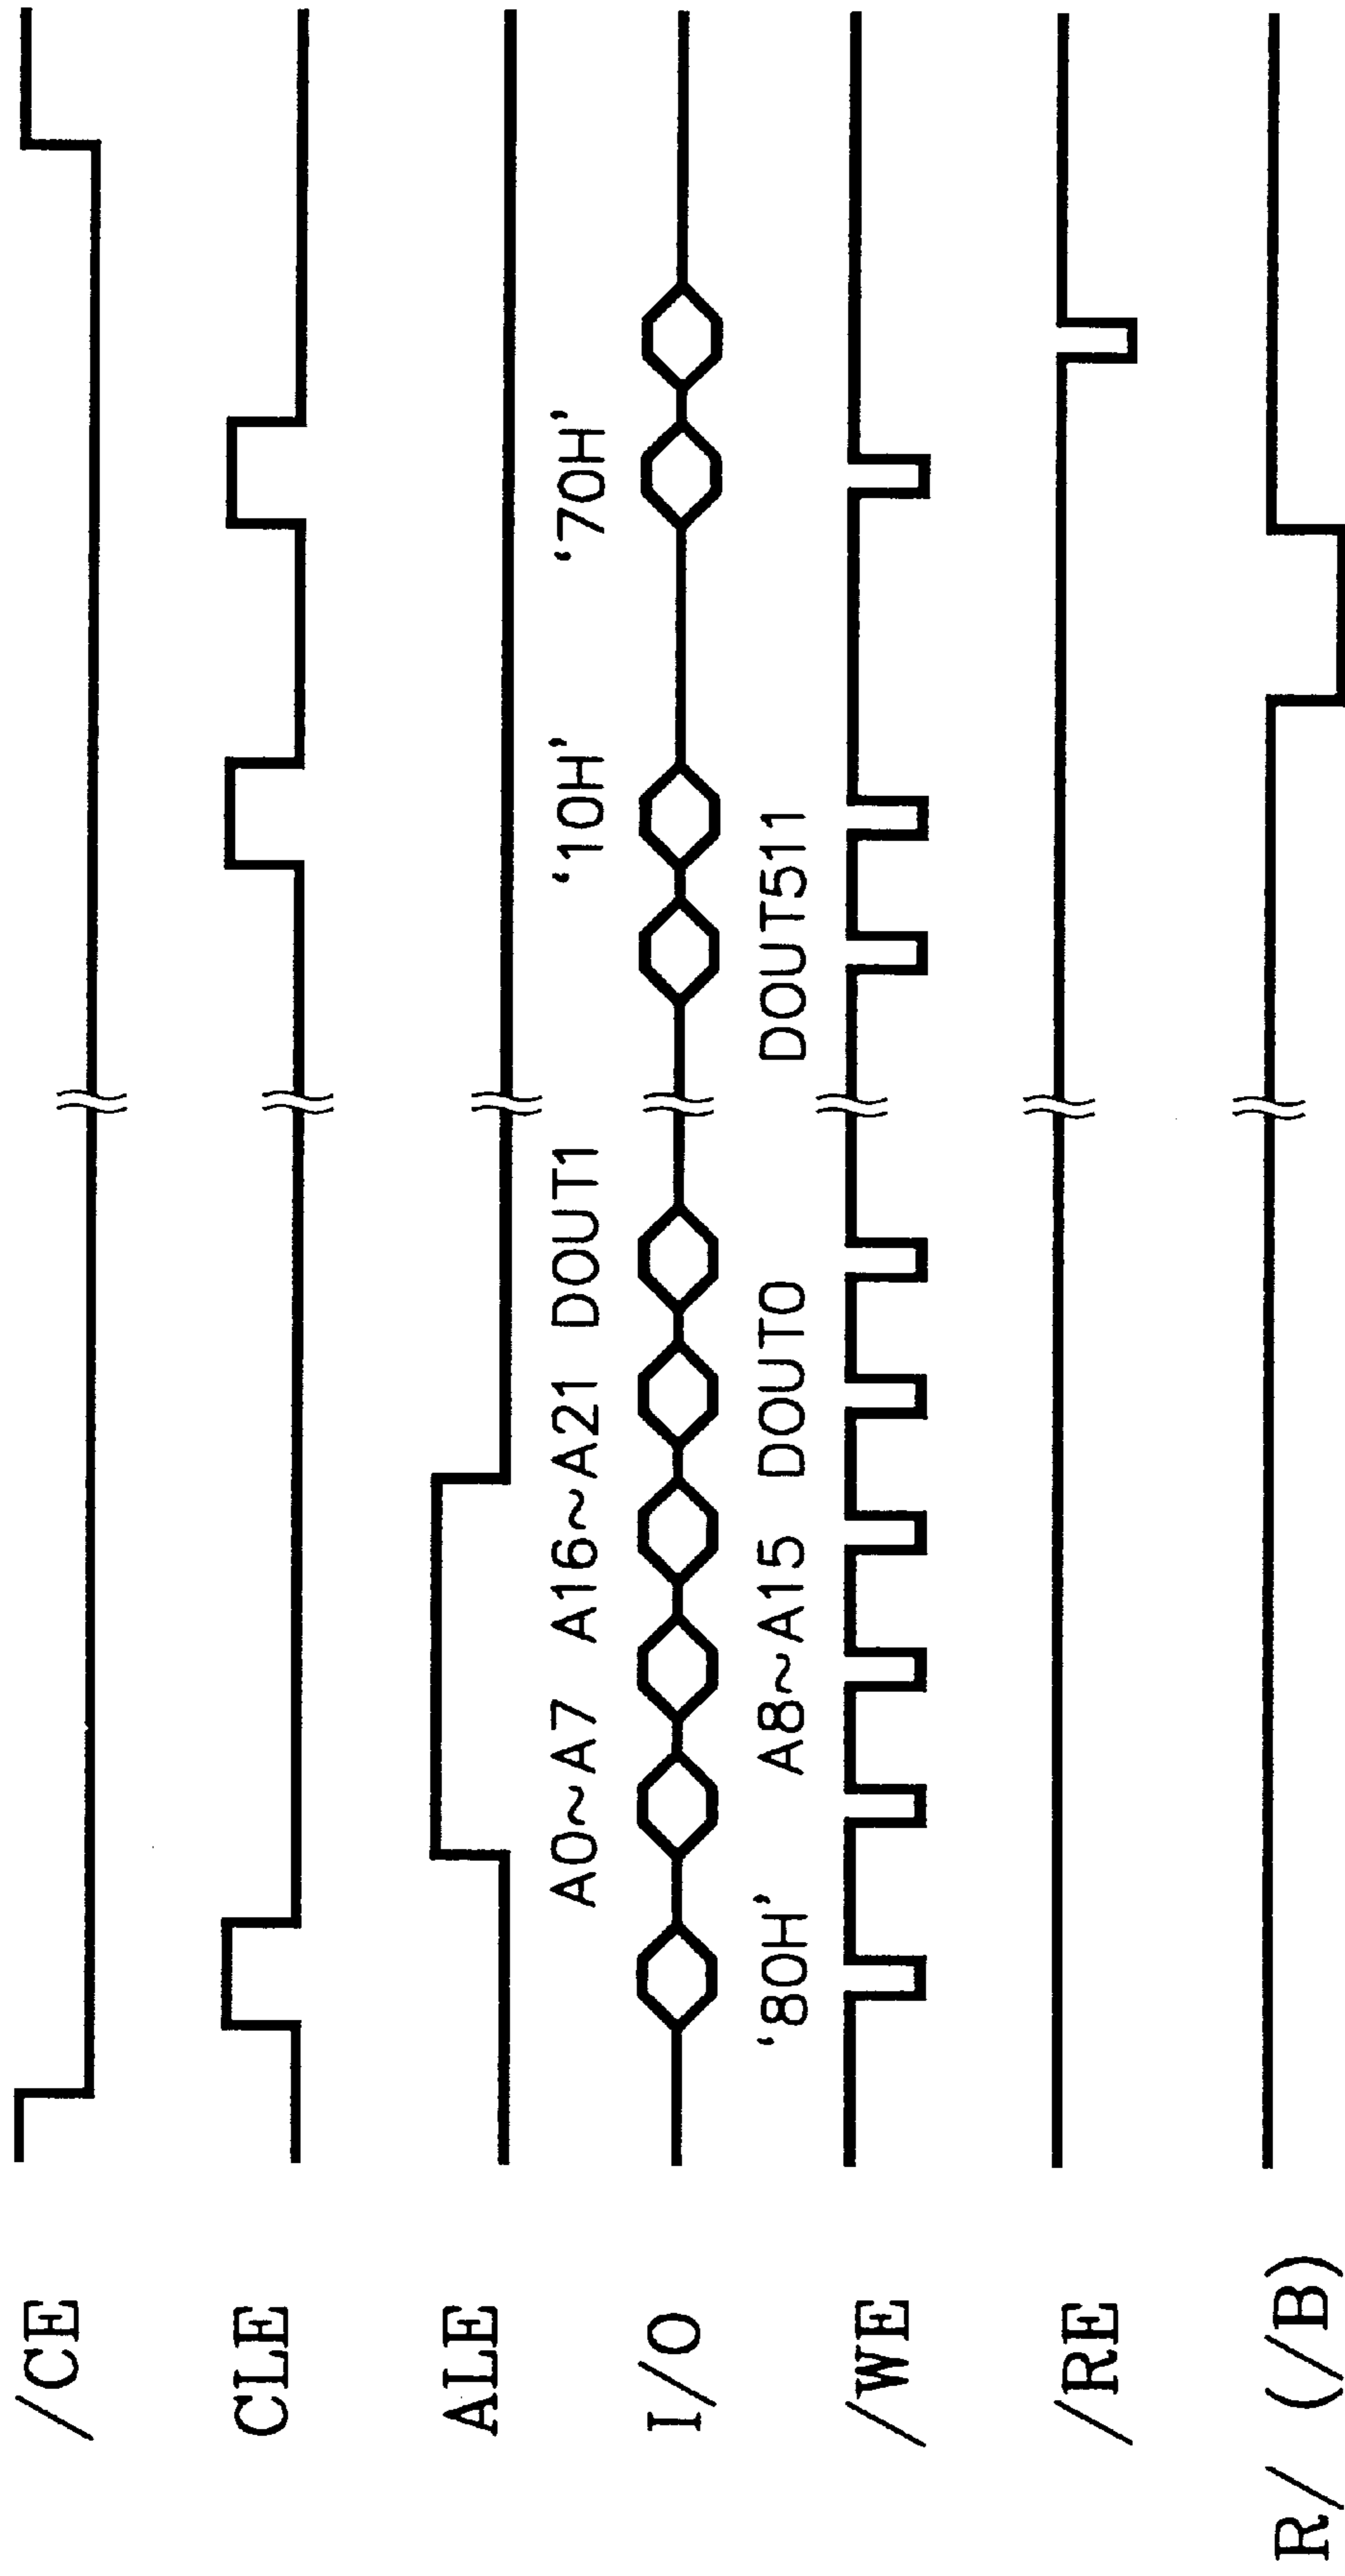 /CE
CLE
ALE
A0~A7 A16~A21 DOUT1 '10H' '70H'
I/O
'80H' A8~A15 DOUT0 DOUT511
/WE
/RE
R/ (/B)